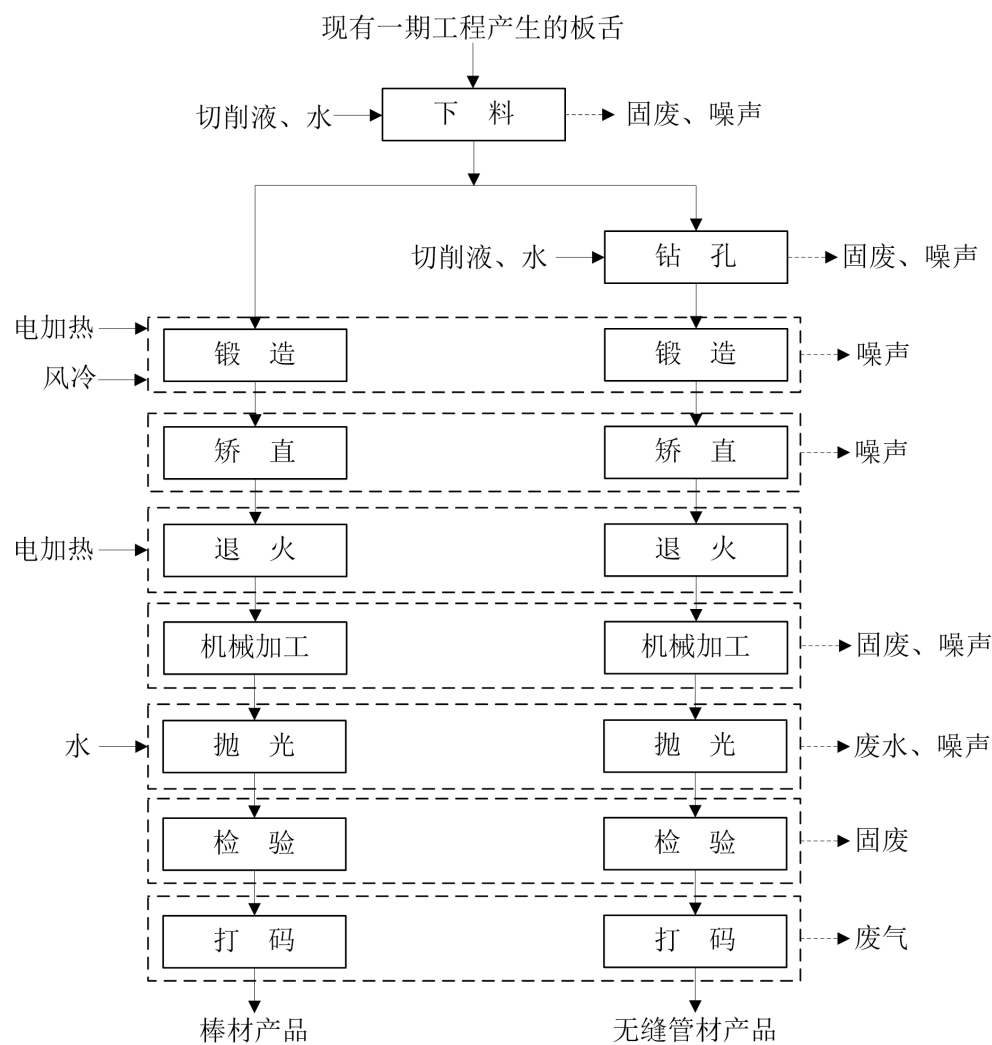 现有一期工程产生的板舌
切削液、水
下 料
固废、噪声
切削液、水
钻 孔
固废、噪声
电加热
风冷
锻 造
锻 造
噪声
矫 直
矫 直
噪声
电加热
退 火
退 火
机械加工
机械加工
固废、噪声
水
抛 光
抛 光
废水、噪声
检 验
检 验
固废
打 码
打 码
废气
棒材产品
无缝管材产品